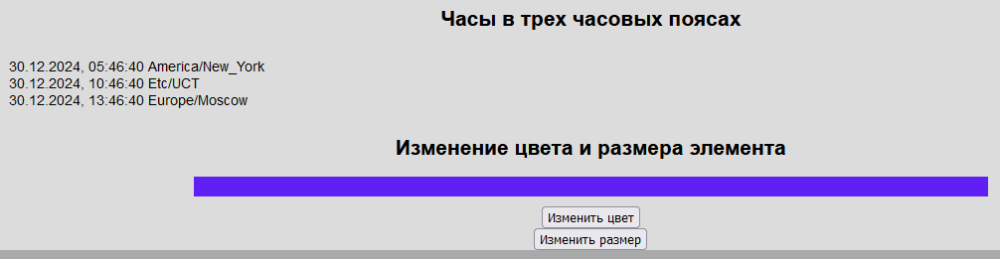 Часы в трех часовых поясах
30.12.2024, 05:46:40 America/New_York
30.12.2024, 10:46:40 Etc/UCT
30.12.2024, 13:46:40 Europe/Moscow
Изменение цвета и размера элемента
Изменить цвет
Изменить размер